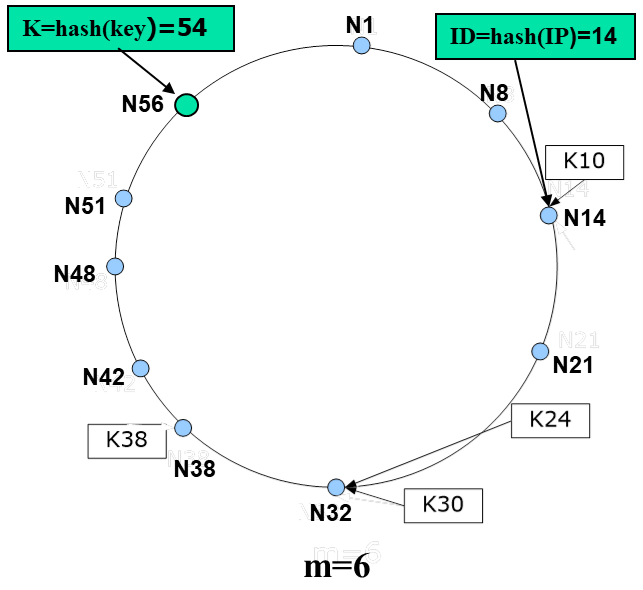 K=hash(key)=54
N1
ID=hash(IP)=14
N8
N56
K10
N51
N14
N48
N21
N42
K24
K38
N38
K30
N32
m=6